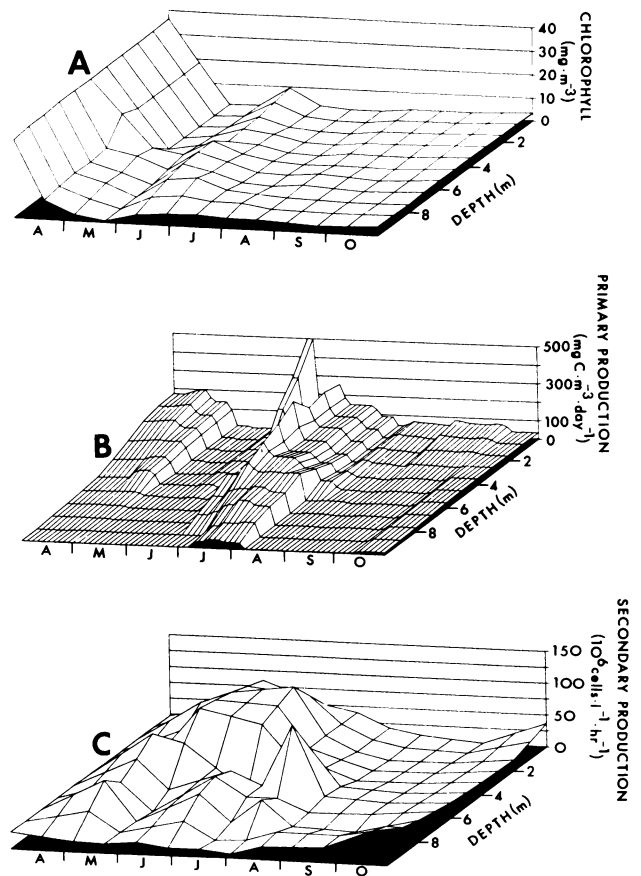 A
40
30
20
10
0
CHLOROPHYLL
(mg·m-3)
2
4
6
8
DEPTH (m)
A M J J A S O
B
500
300
100
0
PRIMARY PRODUCTION
(mg C·m-3·day-1)
2
4
6
8
DEPTH (m)
A M J J A S O
C
150
100
50
0
SECONDARY PRODUCTION
(10⁶cells·l-1·hr-1)
2
4
6
8
DEPTH (m)
A M J J A S O